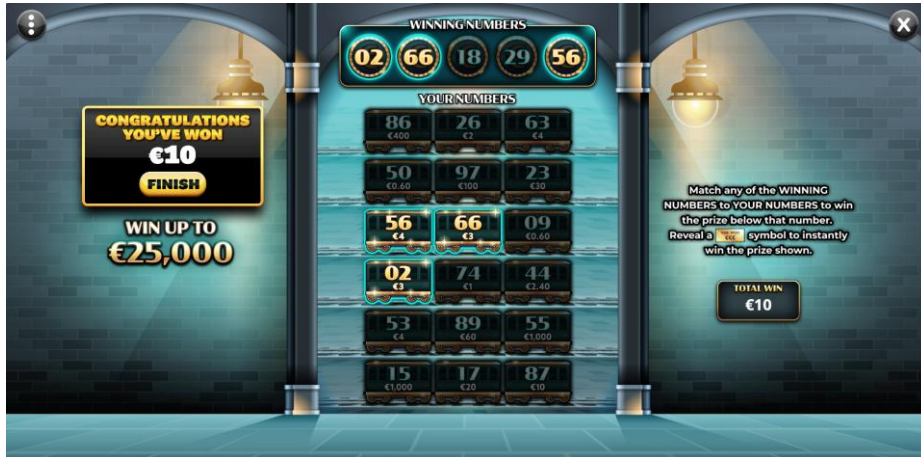 WINNING NUMBERS
02 66 18 29 56
YOUR NUMBERS
86 26 63
€400 €2 €4
50 97 23
€0.60 €100 €30
56 66 09
€4 €3 €0.60
02 74 44
€3 €1 €2.40
53 89 55
€4 €60 €1,000
15 17 87
€1,000 €20 €10
CONGRATULATIONS
YOU'VE WON
€10
FINISH
WIN UP TO
€25,000
Match any of the WINNING
NUMBERS to YOUR NUMBERS to win
the prize below that number.
Reveal a symbol to instantly
win the prize shown.
TOTAL WIN
€10